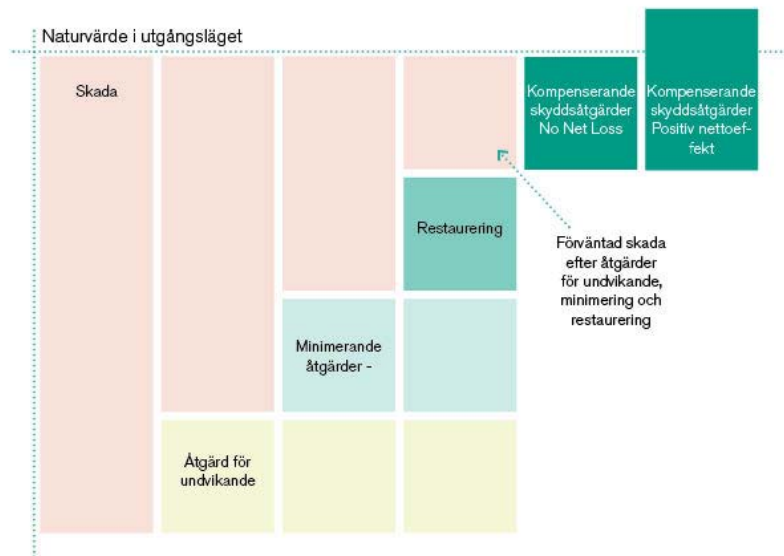 Naturvärde i utgångsläget
Skada
Kompenserande
skyddsåtgärder
No Net Loss
Kompenserande
skyddsåtgärder
Positiv nettoef-
fekt
Restaurering
Förväntad skada
efter åtgärder
för undvikande,
minimering och
restaurering
Minimerande
åtgärder -
Åtgärd för
undvikande